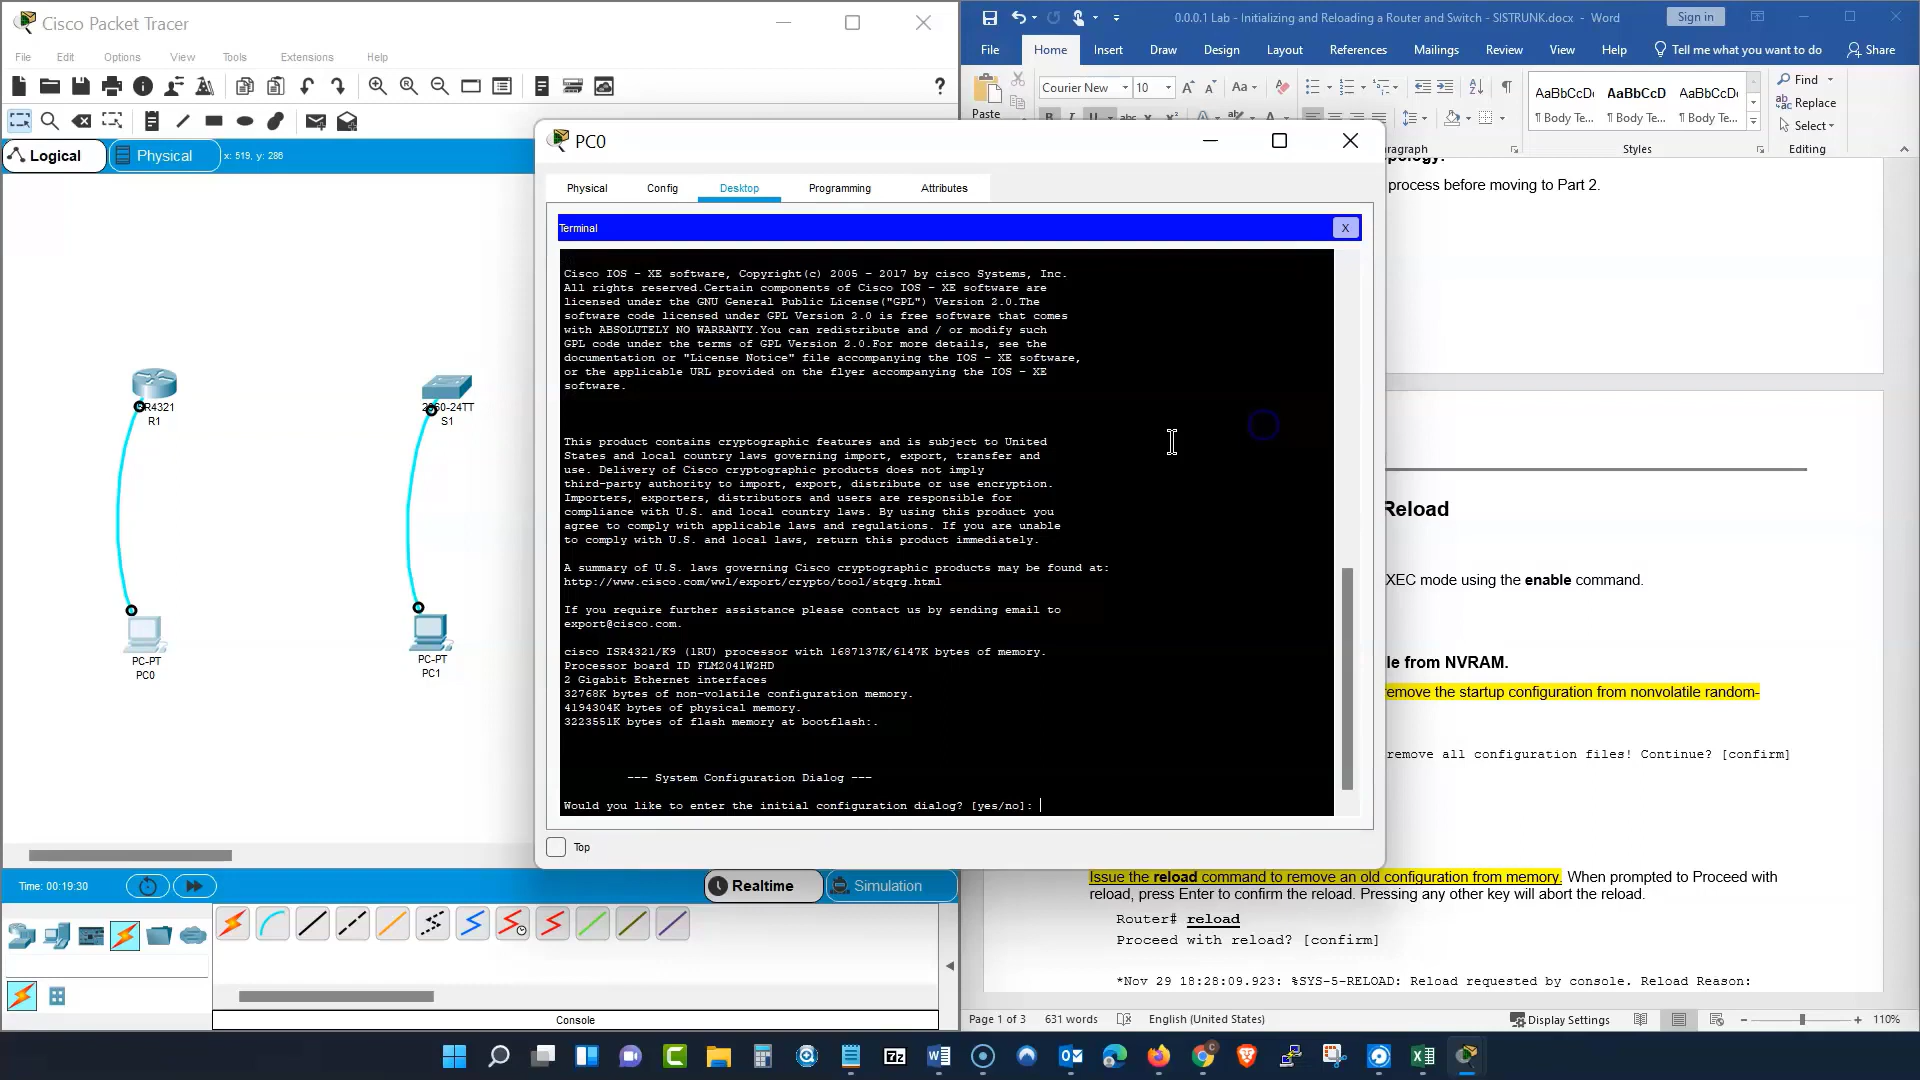 Cisco Packet Tracer
File Edit Options View Tools Extensions Help
?
Logical
Physical
x: 519, y: 286
ISR4321
R1
2960-24TT
S1
PC-PT
PC0
PC-PT
PC1
Time: 00:19:30
Realtime
Simulation
Console
PC0
Physical Config Desktop Programming Attributes
Terminal
X
Cisco IOS - XE software, Copyright(c) 2005 - 2017 by cisco Systems, Inc.
All rights reserved.Certain components of Cisco IOS - XE software are
licensed under the GNU General Public License("GPL") Version 2.0.The
software code licensed under GPL Version 2.0 is free software that comes
with ABSOLUTELY NO WARRANTY.You can redistribute and / or modify such
GPL code under the terms of GPL Version 2.0.For more details, see the
documentation or "License Notice" file accompanying the IOS - XE software,
or the applicable URL provided on the flyer accompanying the IOS - XE
software.
This product contains cryptographic features and is subject to United
States and local country laws governing import, export, transfer and
use. Delivery of Cisco cryptographic products does not imply
third-party authority to import, export, distribute or use encryption.
Importers, exporters, distributors and users are responsible for
compliance with U.S. and local country laws. By using this product you
agree to comply with applicable laws and regulations. If you are unable
to comply with U.S. and local laws, return this product immediately.
A summary of U.S. laws governing Cisco cryptographic products may be found at:
http://www.cisco.com/wwl/export/crypto/tool/stqrg.html
If you require further assistance please contact us by sending email to
export@cisco.com.
cisco ISR4321/K9 (1RU) processor with 1687137K/6147K bytes of memory.
Processor board ID FLM2041W2HD
2 Gigabit Ethernet interfaces
32768K bytes of non-volatile configuration memory.
4194304K bytes of physical memory.
3223551K bytes of flash memory at bootflash:.
--- System Configuration Dialog ---
Would you like to enter the initial configuration dialog? [yes/no]:
Top
0.0.0.1 Lab - Initializing and Reloading a Router and Switch - SISTRUNK.docx - Word
Sign in
File Home Insert Draw Design Layout References Mailings Review View Help Tell me what you want to do Share
Paste
Courier New 10
Aa
AaBbCcDc AaBbCcD AaBbCcDc
¶ Body Te... ¶ Body Te... ¶ Body Te...
Find
Replace
Select
ragraph Styles Editing
pology.
process before moving to Part 2.
Reload
XEC mode using the enable command.
le from NVRAM.
emove the startup configuration from nonvolatile random-
remove all configuration files! Continue? [confirm]
Issue the reload command to remove an old configuration from memory. When prompted to Proceed with
reload, press Enter to confirm the reload. Pressing any other key will abort the reload.
Router# reload
Proceed with reload? [confirm]
*Nov 29 18:28:09.923: %SYS-5-RELOAD: Reload requested by console. Reload Reason:
Page 1 of 3 631 words English (United States) Display Settings 110%
7z